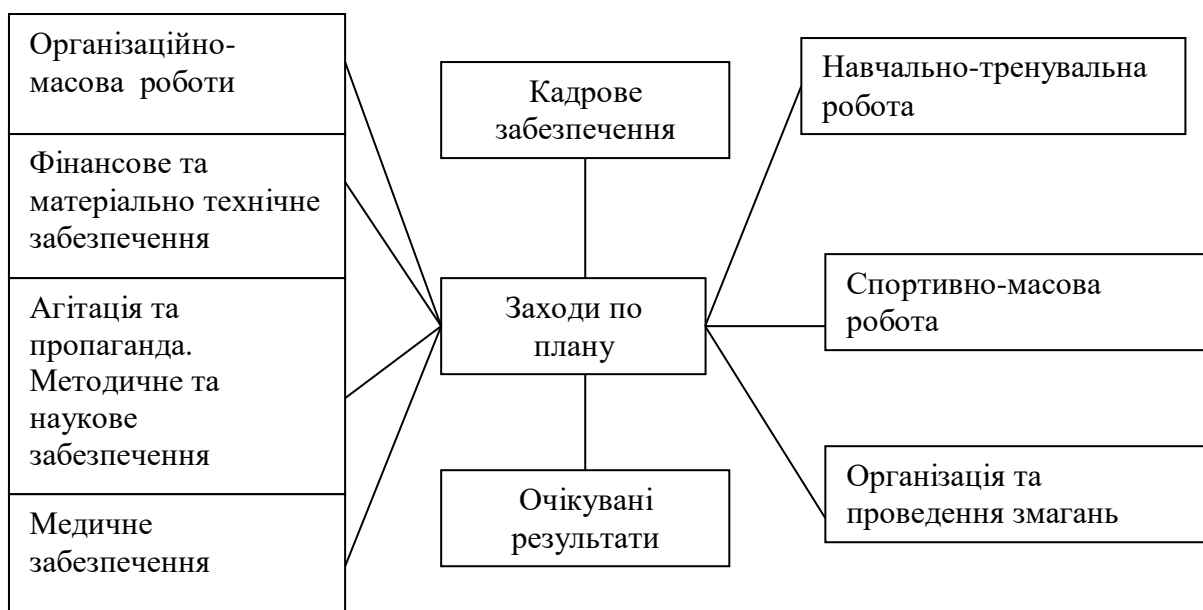 Організаційно-
масова роботи
Фінансове та
матеріально технічне
забезпечення
Агітація та
пропаганда.
Методичне та
наукове
забезпечення
Медичне
забезпечення
Кадрове
забезпечення
Заходи по
плану
Очікувані
результати
Навчально-тренувальна
робота
Спортивно-масова
робота
Організація та
проведення змагань